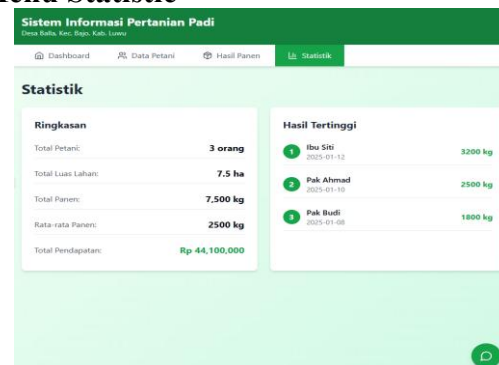 Menu Statistic
Sistem Informasi Pertanian Padi
Desa Balla, Kec. Bajo, Kab. Luwu
Dashboard
Data Petani
Hasil Panen
Statistik
Statistik
Ringkasan
Total Petani: 3 orang
Total Luas Lahan: 7.5 ha
Total Panen: 7,500 kg
Rata-rata Panen: 2500 kg
Total Pendapatan: Rp 44,100,000
Hasil Tertinggi
1 Ibu Siti
2025-01-12 3200 kg
2 Pak Ahmad
2025-01-10 2500 kg
3 Pak Budi
2025-01-08 1800 kg